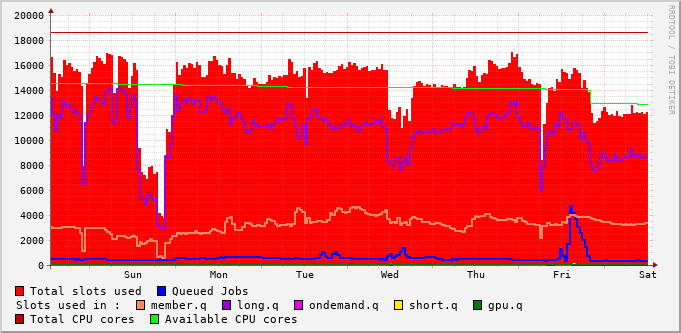 20000
18000
16000
14000
12000
10000
8000
6000
4000
2000
0
Sun Mon Tue Wed Thu Fri Sat
RRDTOOL / TOBI OETIKER
Total slots used Queued Jobs
Slots used in : member.q long.q ondemand.q short.q gpu.q
Total CPU cores Available CPU cores